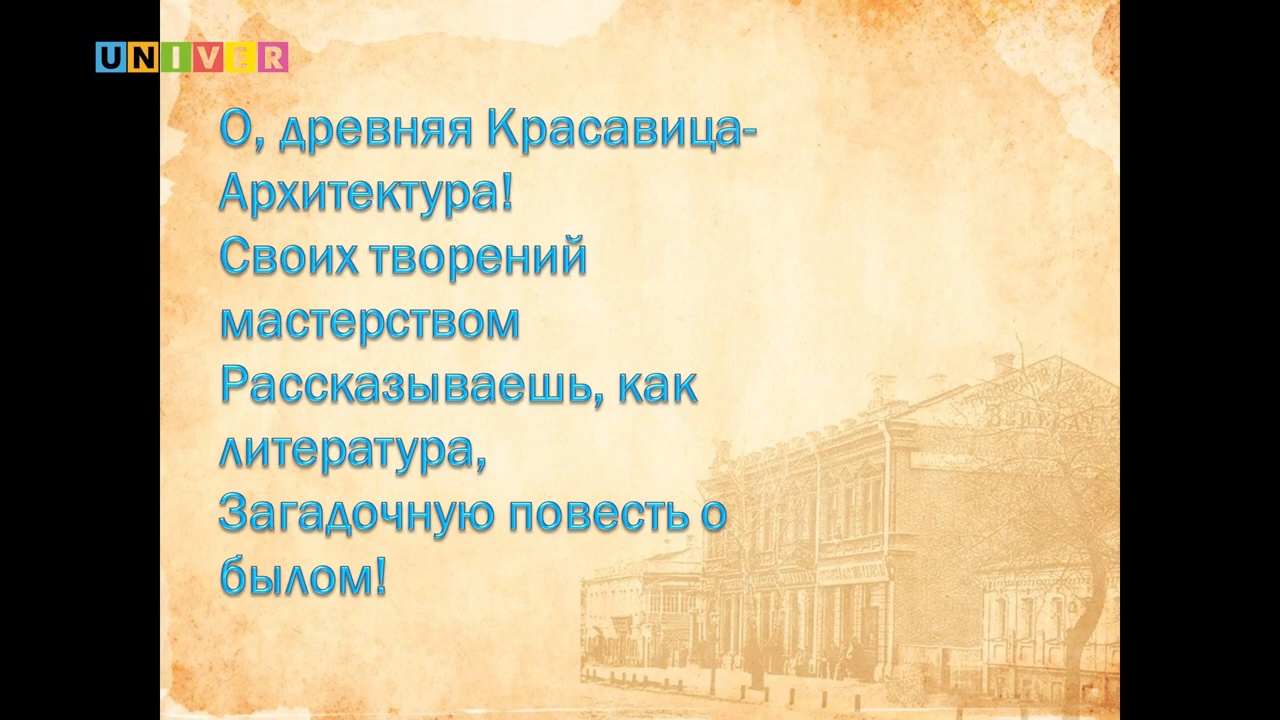 UNIVER
О, древняя Красавица-
Архитектура!
Своих творений
мастерством
Рассказываешь, как
литература,
Загадочную повесть о
былом!